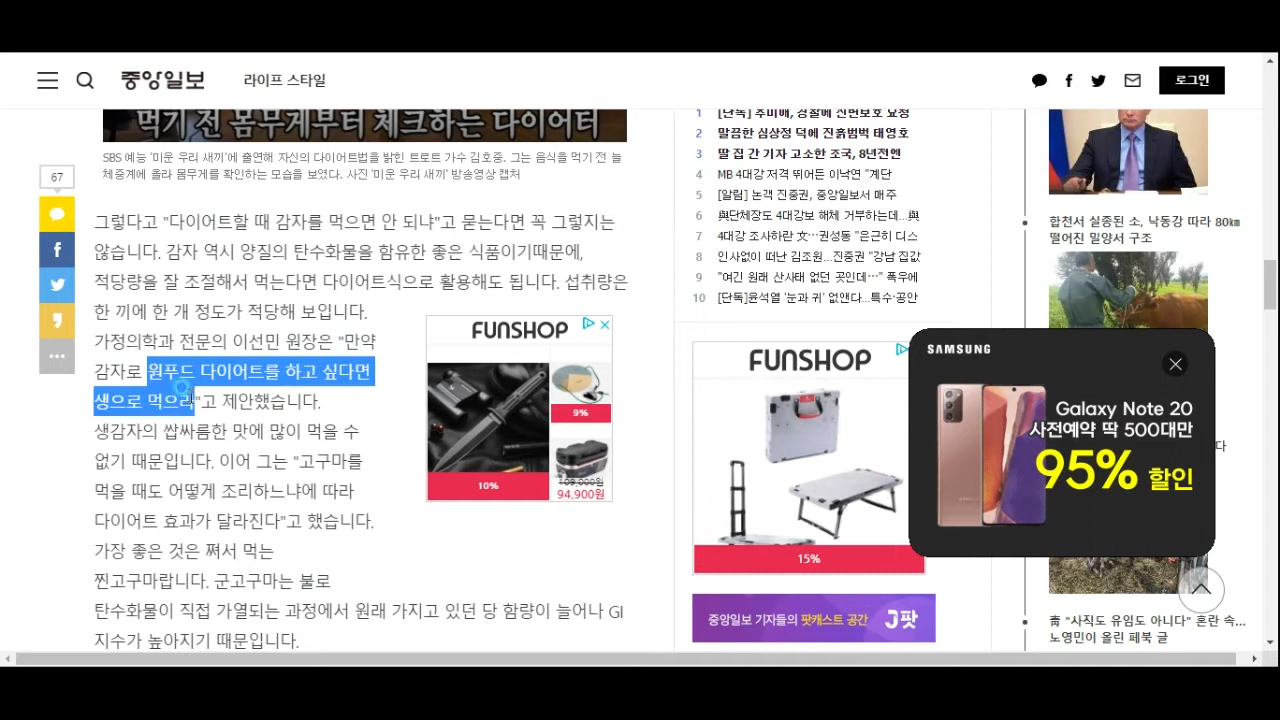 중앙일보
라이프 스타일
로그인
먹기 전 몸무게부터 체크하는 다이어터
SBS 예능 '미운 우리 새끼'에 출연해 자신의 다이어트법을 밝힌 트로트 가수 김호중. 그는 음식을 먹기 전 늘
체중계에 올라 몸무게를 확인하는 모습을 보였다. 사진 '미운 우리 새끼' 방송영상 캡처
67
그렇다고 "다이어트할 때 감자를 먹으면 안 되냐"고 묻는다면 꼭 그렇지는
않습니다. 감자 역시 양질의 탄수화물을 함유한 좋은 식품이기때문에,
적당량을 잘 조절해서 먹는다면 다이어트식으로 활용해도 됩니다. 섭취량은
한 끼에 한 개 정도가 적당해 보입니다.
가정의학과 전문의 이선민 원장은 "만약
감자로 원푸드 다이어트를 하고 싶다면
생으로 먹으라"고 제안했습니다.
생감자의 쌉싸름한 맛에 많이 먹을 수
없기 때문입니다. 이어 그는 "고구마를
먹을 때도 어떻게 조리하느냐에 따라
다이어트 효과가 달라진다"고 했습니다.
가장 좋은 것은 쪄서 먹는
찐고구마랍니다. 군고구마는 불로
탄수화물이 직접 가열되는 과정에서 원래 가지고 있던 당 함량이 늘어나 GI
지수가 높아지기 때문입니다.
FUNSHOP
9%
10%
109,000원
94,900원
1 [단독] 추미애, 경찰에 신변보호 요청
2 말끔한 심상정 덕에 진흙범벅 태영호
3 딸 집 간 기자 고소한 조국, 8년전엔
4 MB 4대강 저격 뛰어든 이낙연 "계단
5 [알림] 논객 진중권, 중앙일보서 매주
6 與단체장도 4대강보 해체 거부하는데…與
7 4대강 조사하란 文…권성동 "은근히 디스
8 인사없이 떠난 김조원…진중권 "강남 집값
9 "여긴 원래 산사태 없던 곳인데…" 폭우에
10 [단독]윤석열 '눈과 귀' 없앤다…특수·공안
FUNSHOP
15%
중앙일보 기자들의 팟캐스트 공간 J팟
합천서 실종된 소, 낙동강 따라 80㎞
떨어진 밀양서 구조
SAMSUNG
Galaxy Note 20
사전예약 딱 500대만
95% 할인
다
靑 "사직도 유임도 아니다" 혼란 속...
노영민이 올린 페북 글